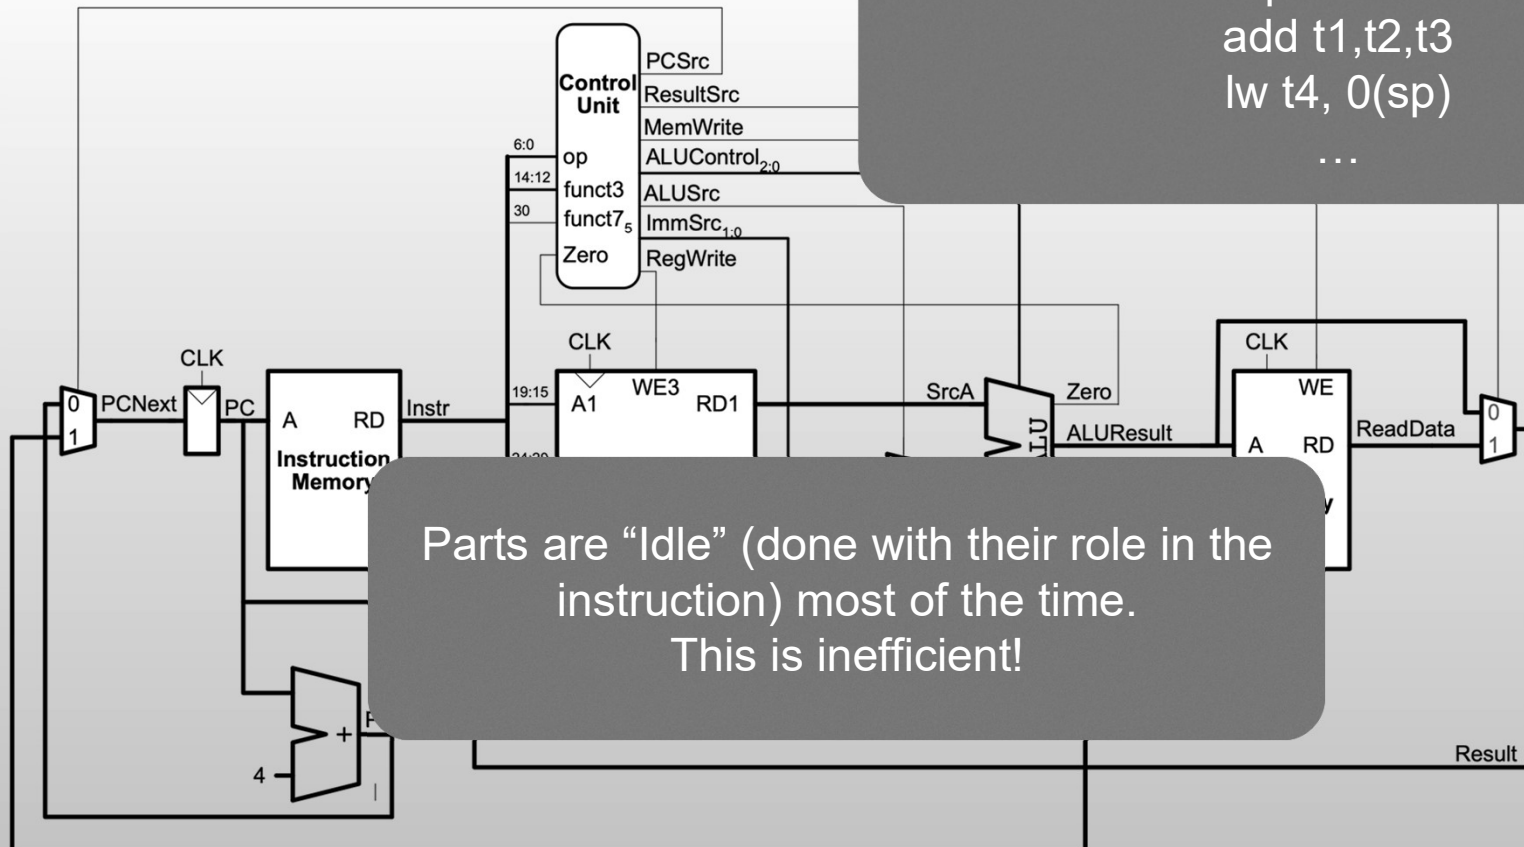 add t1,t2,t3
lw t4, 0(sp)
…
PCSrc
Control
Unit
ResultSrc
MemWrite
6:0
op
ALUControl2:0
14:12
funct3
ALUSrc
30
funct75
ImmSrc1:0
Zero
RegWrite
CLK
CLK
CLK
0
1
PCNext
PC
A
RD
Instr
Instruction
Memory
19:15
A1
WE3
RD1
SrcA
Zero
ALU
ALUResult
WE
A
RD
ReadData
0
1
Parts are “Idle” (done with their role in the
instruction) most of the time.
This is inefficient!
+
4
Result